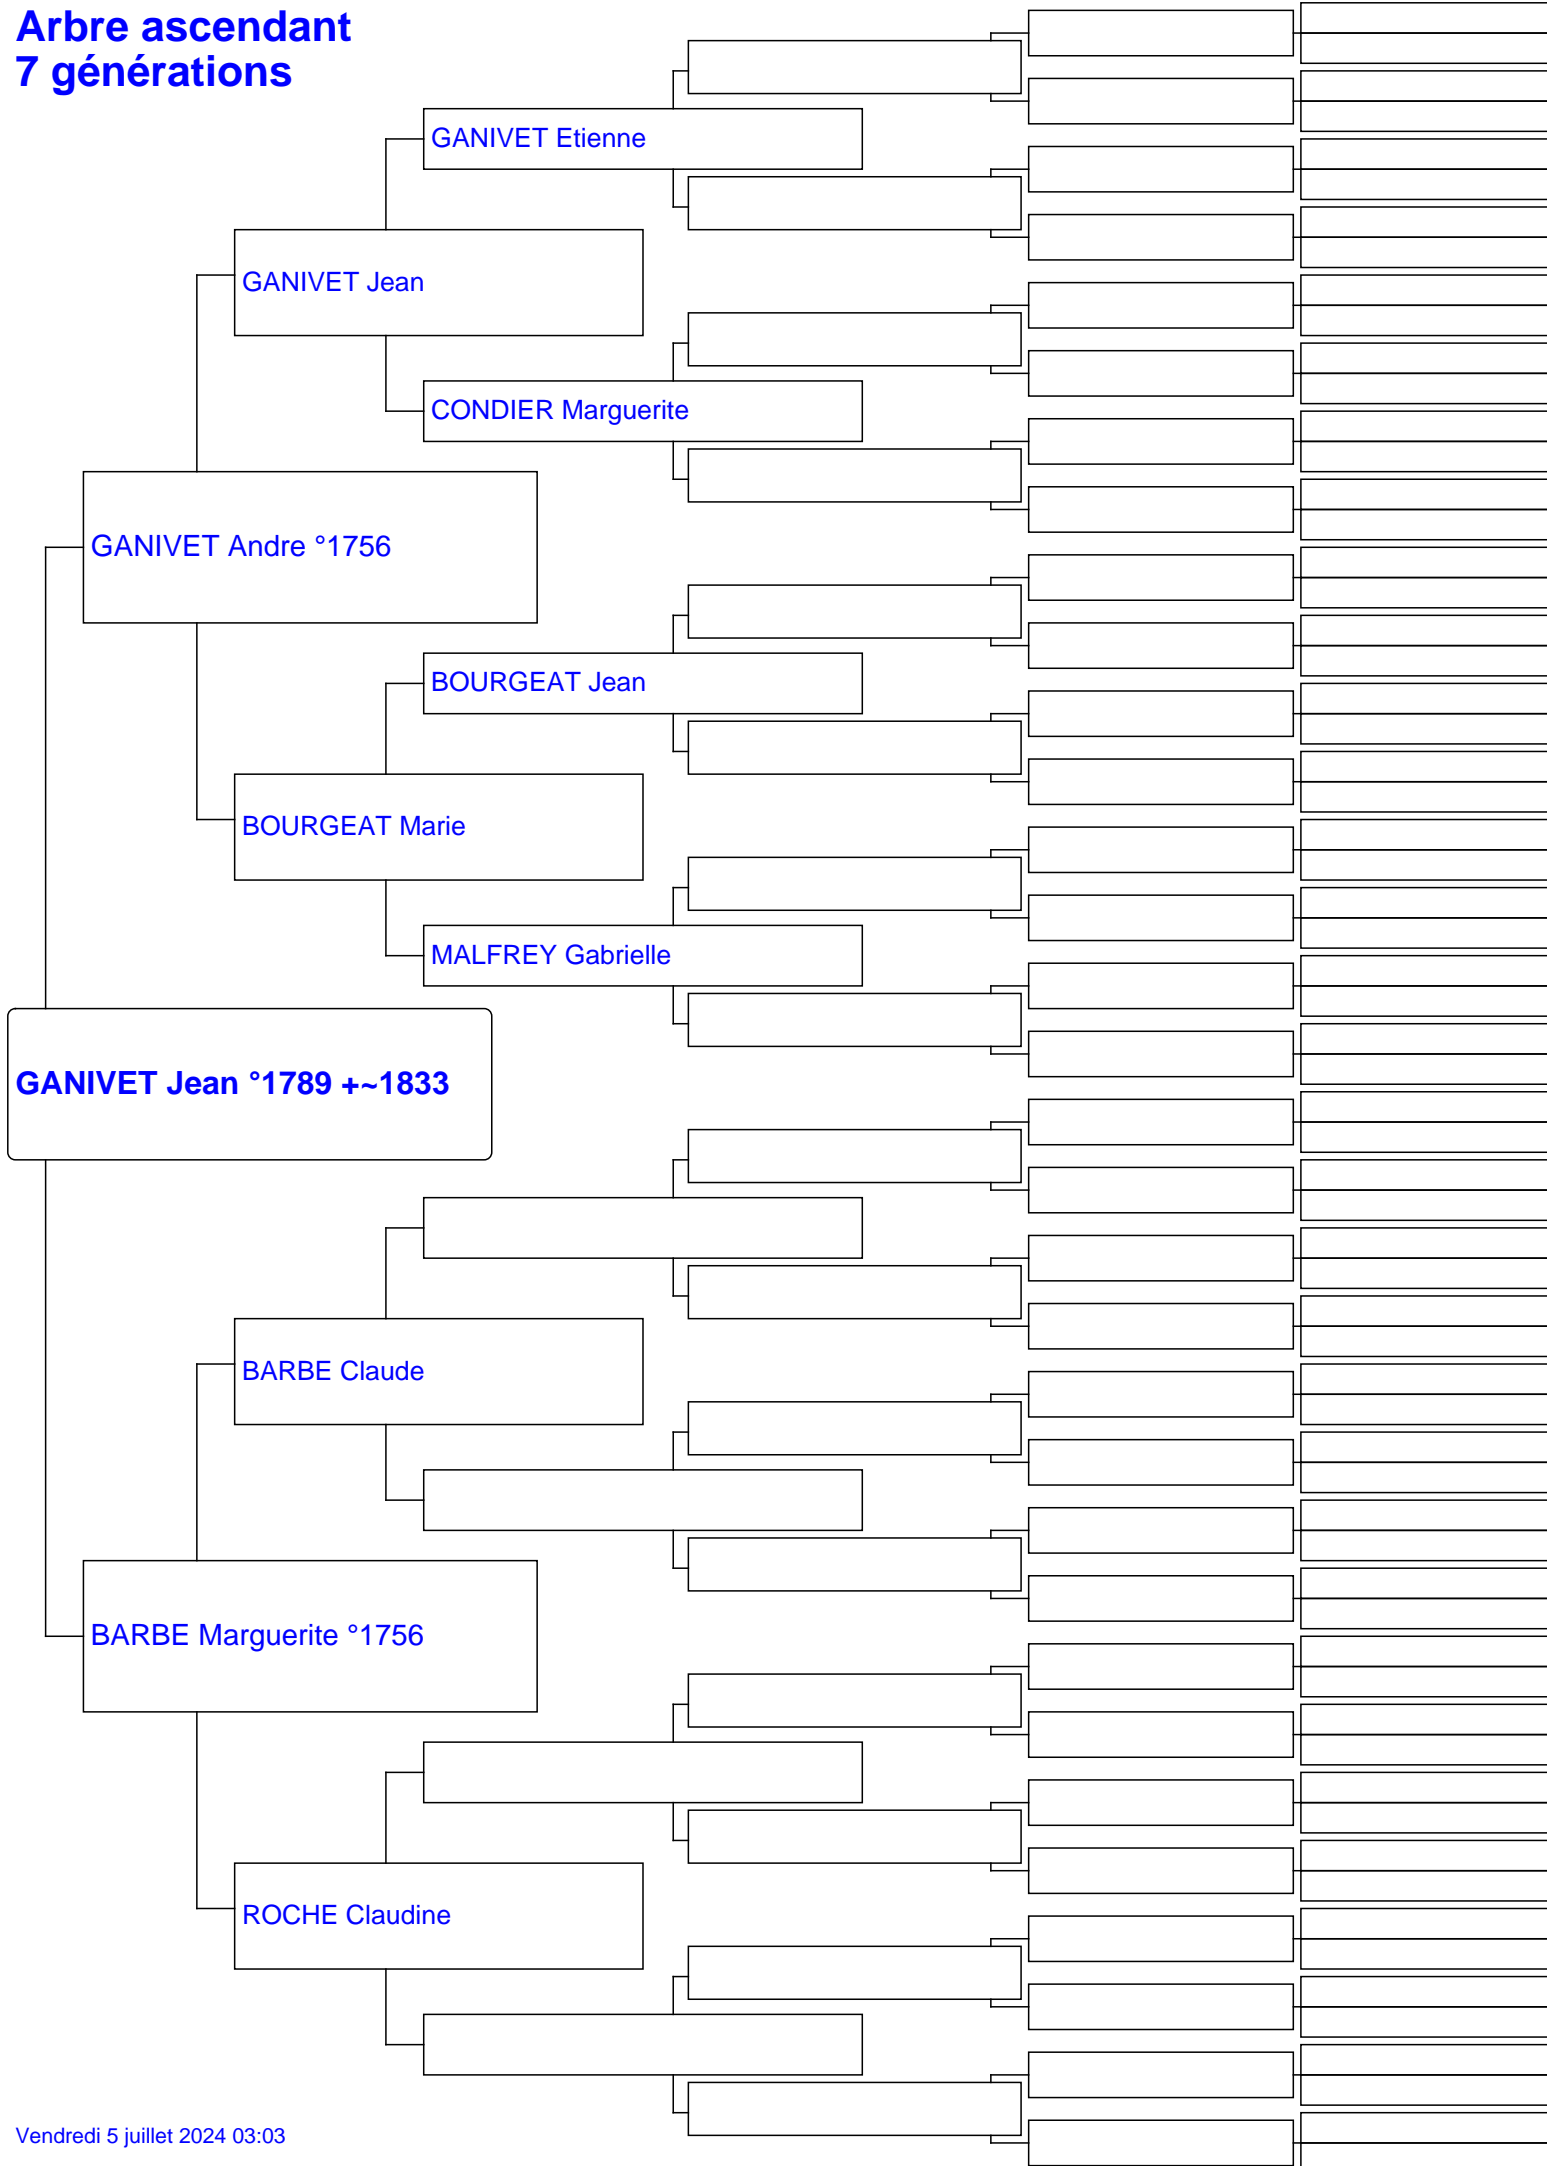 Arbre ascendant
7 générations
GANIVET Etienne
GANIVET Jean
CONDIER Marguerite
GANIVET Andre °1756
BOURGEAT Jean
BOURGEAT Marie
MALFREY Gabrielle
GANIVET Jean °1789 +~1833
BARBE Claude
BARBE Marguerite °1756
ROCHE Claudine
Vendredi 5 juillet 2024 03:03